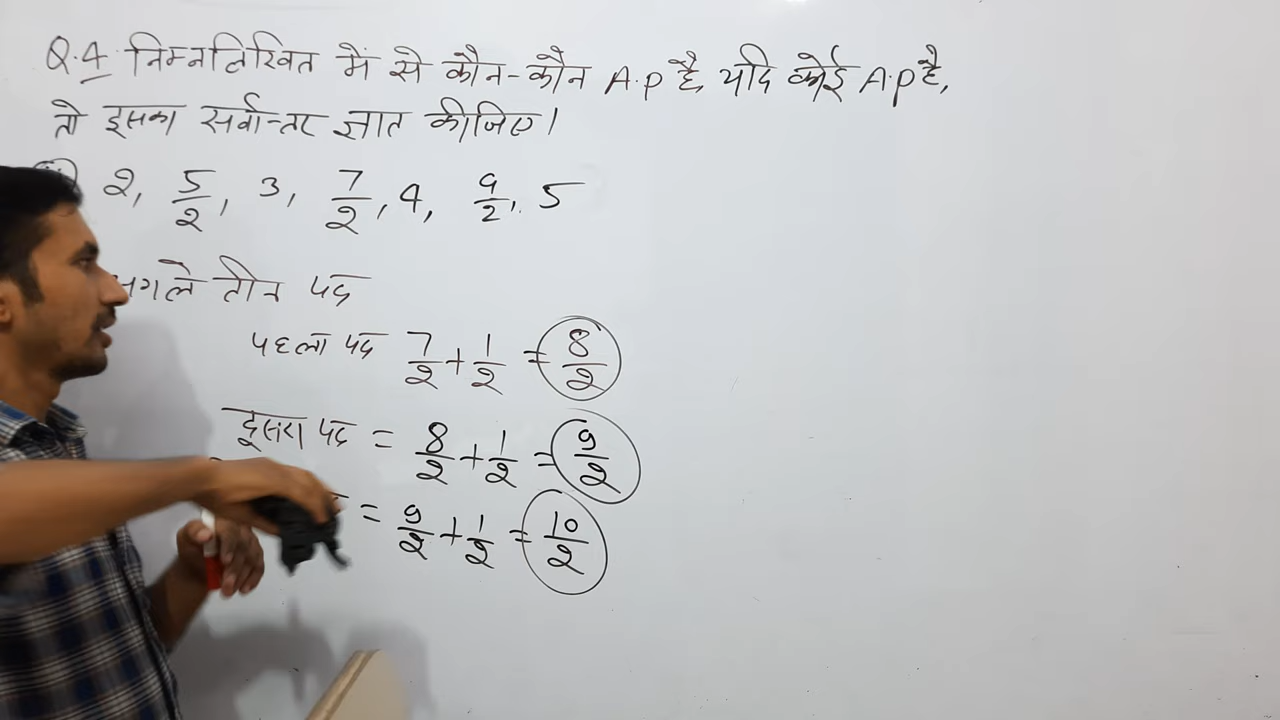 Q.4. निम्नलिखित में से कौन-कौन A.P है, यदि कोई A.P है,
तो इसका सर्वान्तर ज्ञात कीजिए।
2, 5/2, 3, 7/2, 4, 9/2, 5
अगले तीन पद
पहला पद 7/2 + 1/2 = 8/2
दूसरा पद = 8/2 + 1/2 = 9/2
= 9/2 + 1/2 = 10/2